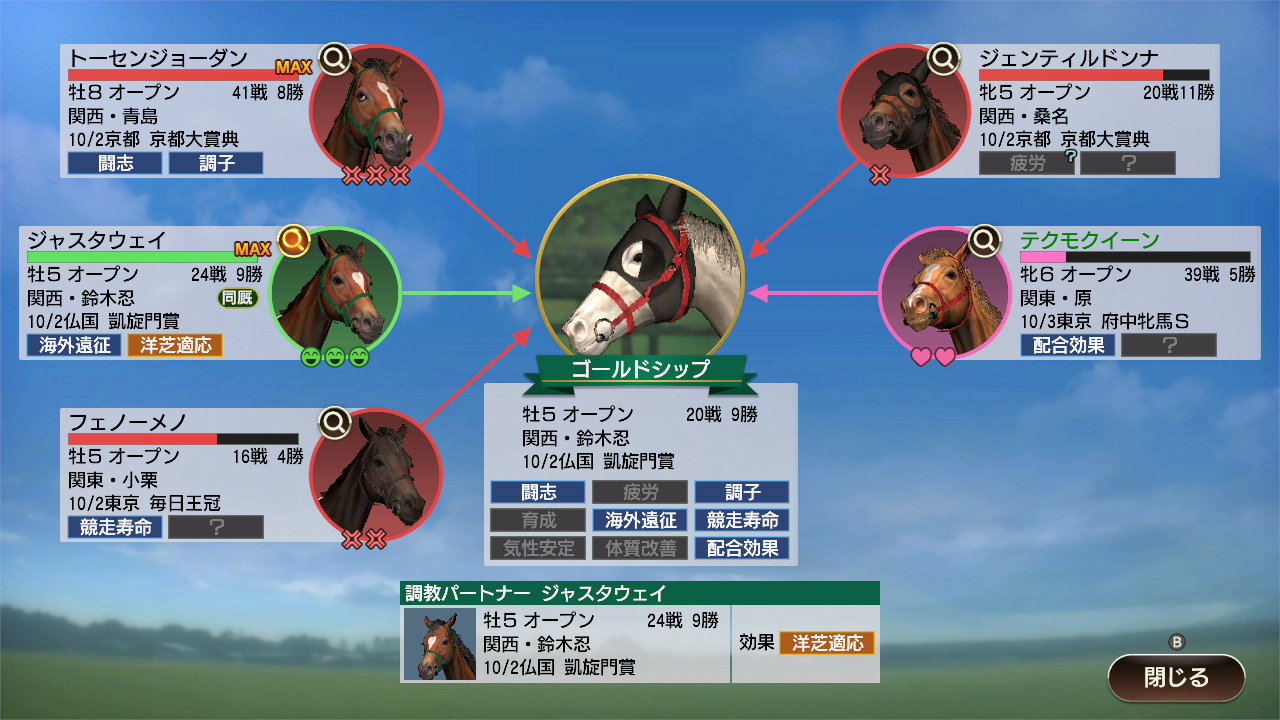 トーセンジョーダン
MAX
牡8 オープン 41戦 8勝
関西・青島
10/2京都 京都大賞典
闘志 調子
ジェンティルドンナ
牝5 オープン 20戦11勝
関西・桑名
10/2京都 京都大賞典
疲労 ? ?
ジャスタウェイ
MAX
牡5 オープン 24戦 9勝
関西・鈴木忍 同厩
10/2仏国 凱旋門賞
海外遠征 洋芝適応
テクモクイーン
牝6 オープン 39戦 5勝
関東・原
10/3東京 府中牝馬S
配合効果 ?
フェノーメノ
牡5 オープン 16戦 4勝
関東・小栗
10/2東京 毎日王冠
競走寿命 ?
ゴールドシップ
牡5 オープン 20戦 9勝
関西・鈴木忍
10/2仏国 凱旋門賞
闘志 疲労 調子
育成 海外遠征 競走寿命
気性安定 体質改善 配合効果
調教パートナー ジャスタウェイ
牡5 オープン 24戦 9勝
関西・鈴木忍
10/2仏国 凱旋門賞
効果 洋芝適応
B
閉じる